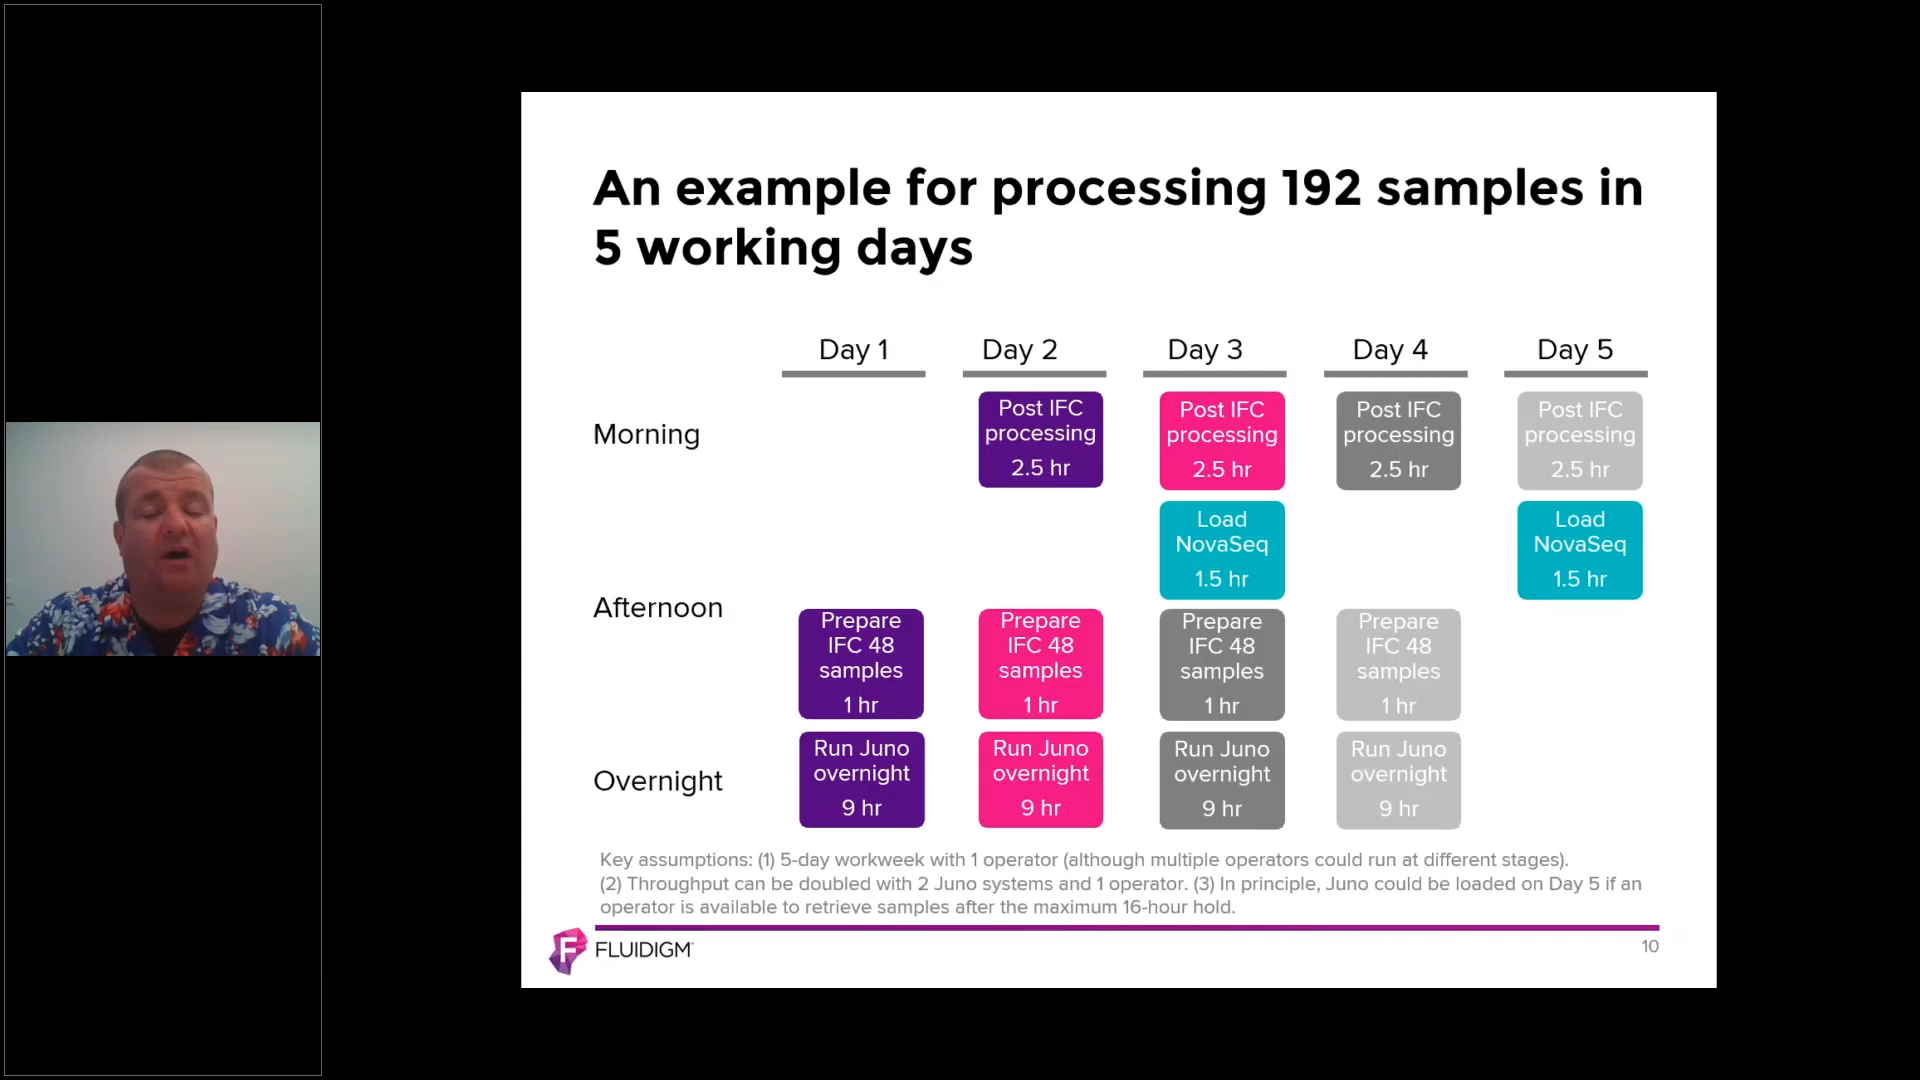 An example for processing 192 samples in
5 working days
Day 1
Day 2
Day 3
Day 4
Day 5
Morning
Post IFC
processing
2.5 hr
Post IFC
processing
2.5 hr
Post IFC
processing
2.5 hr
Post IFC
processing
2.5 hr
Load
NovaSeq
1.5 hr
Load
NovaSeq
1.5 hr
Afternoon
Prepare
IFC 48
samples
1 hr
Prepare
IFC 48
samples
1 hr
Prepare
IFC 48
samples
1 hr
Prepare
IFC 48
samples
1 hr
Overnight
Run Juno
overnight
9 hr
Run Juno
overnight
9 hr
Run Juno
overnight
9 hr
Run Juno
overnight
9 hr
Key assumptions: (1) 5-day workweek with 1 operator (although multiple operators could run at different stages).
(2) Throughput can be doubled with 2 Juno systems and 1 operator. (3) In principle, Juno could be loaded on Day 5 if an
operator is available to retrieve samples after the maximum 16-hour hold.
F FLUIDIGM
10